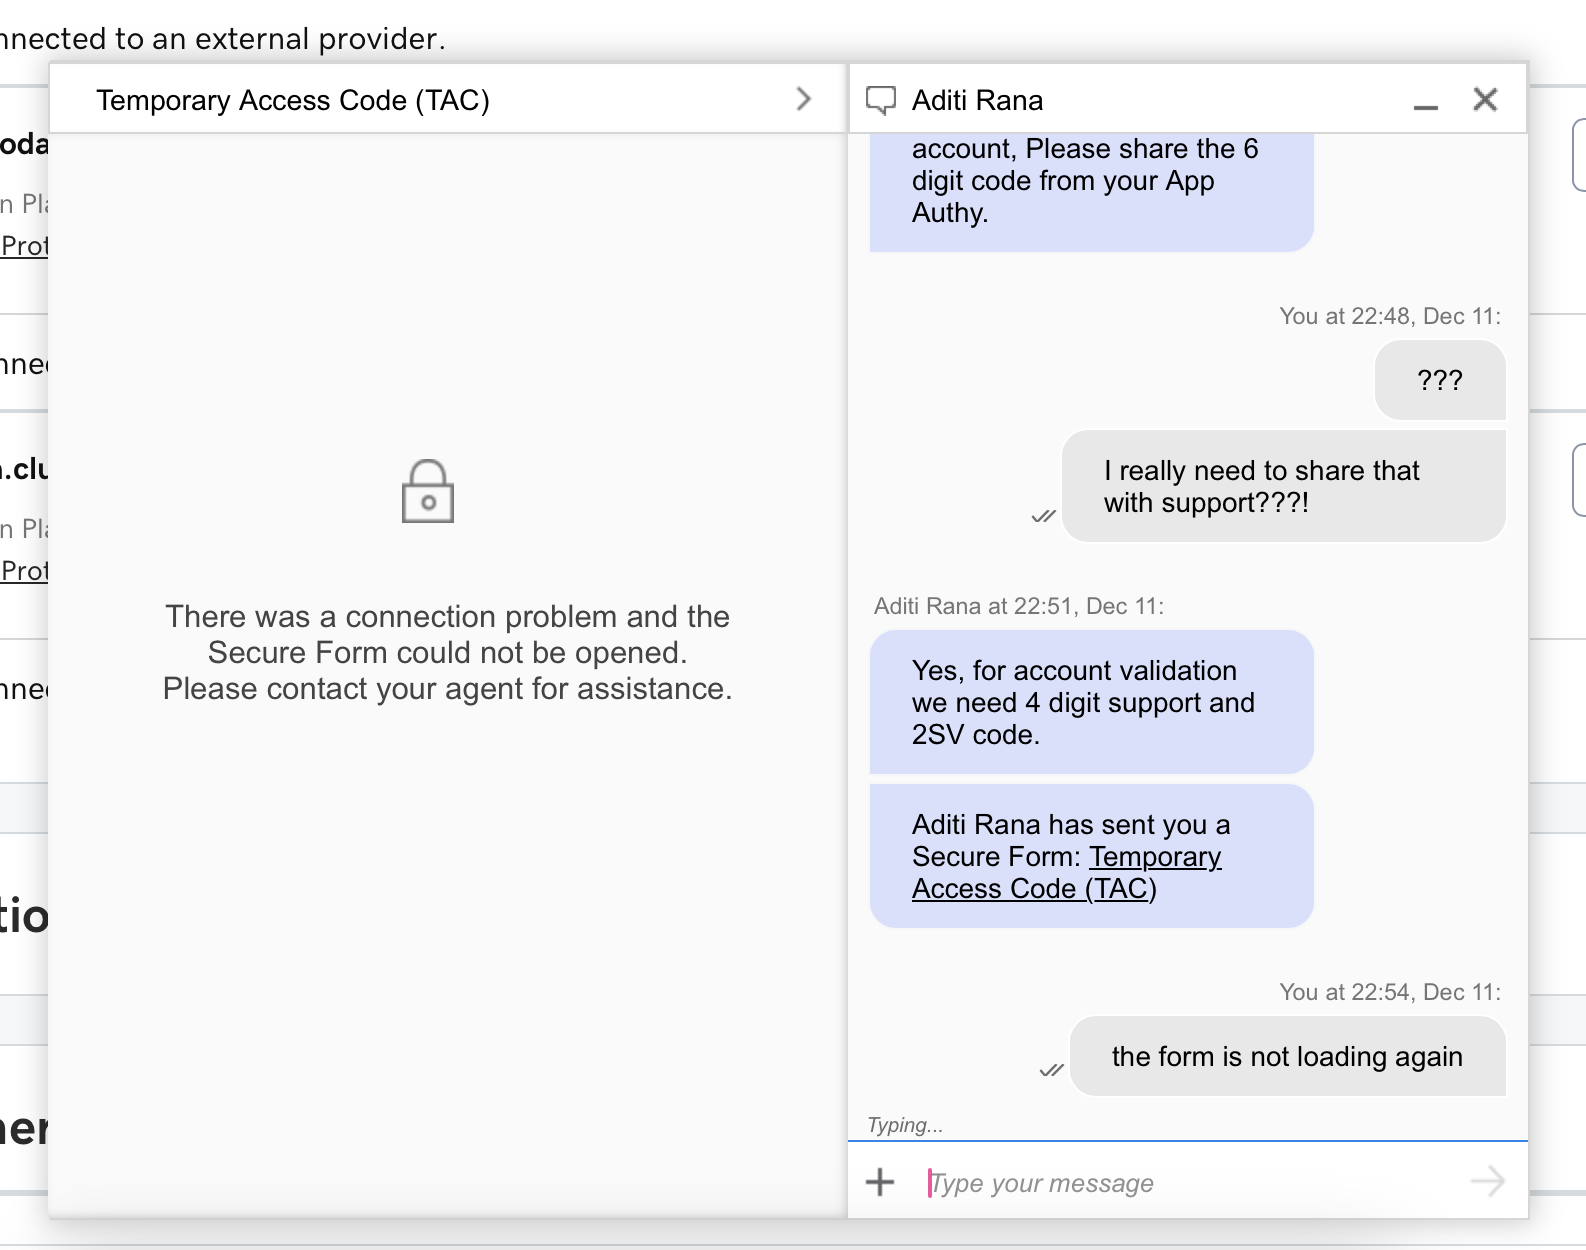 nnected to an external provider.
Temporary Access Code (TAC)
Aditi Rana
oda
n Pla
Prot
nnec
.clu
n Pla
Prot
nnec
tio
ner
There was a connection problem and the
Secure Form could not be opened.
Please contact your agent for assistance.
account, Please share the 6
digit code from your App
Authy.
You at 22:48, Dec 11:
???
I really need to share that
with support???!
Aditi Rana at 22:51, Dec 11:
Yes, for account validation
we need 4 digit support and
2SV code.
Aditi Rana has sent you a
Secure Form: Temporary
Access Code (TAC)
You at 22:54, Dec 11:
the form is not loading again
Typing...
Type your message